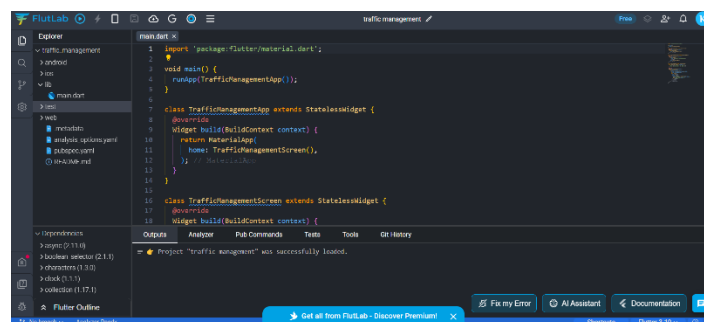 FlutLab
traffic management
Free
Explorer
main.dart ×
traffic_management
android
ios
lib
main.dart
test
web
metadata
analysis_options.yaml
pubspec.yaml
README.md
1 import 'package:flutter/material.dart';
2
3 void main() {
4 runApp(TrafficManagementApp());
5 }
6
7 class TrafficManagementApp extends StatelessWidget {
8 @override
9 Widget build(BuildContext context) {
10 return MaterialApp(
11 home: TrafficManagementScreen(),
12 ); // MaterialApp
13 }
14 }
15
16 class TrafficManagementScreen extends StatelessWidget {
17 @override
18 Widget build(BuildContext context) {
Dependencies
async (2.11.0)
boolean_selector (2.1.1)
characters (1.3.0)
clock (1.1.1)
collection (1.17.1)
Flutter Outline
Outputs Analyzer Pub Commands Tests Tools Git History
Project "traffic management" was successfully loaded.
Fix my Error
AI Assistant
Documentation
Get all from FlutLab - Discover Premium! ×